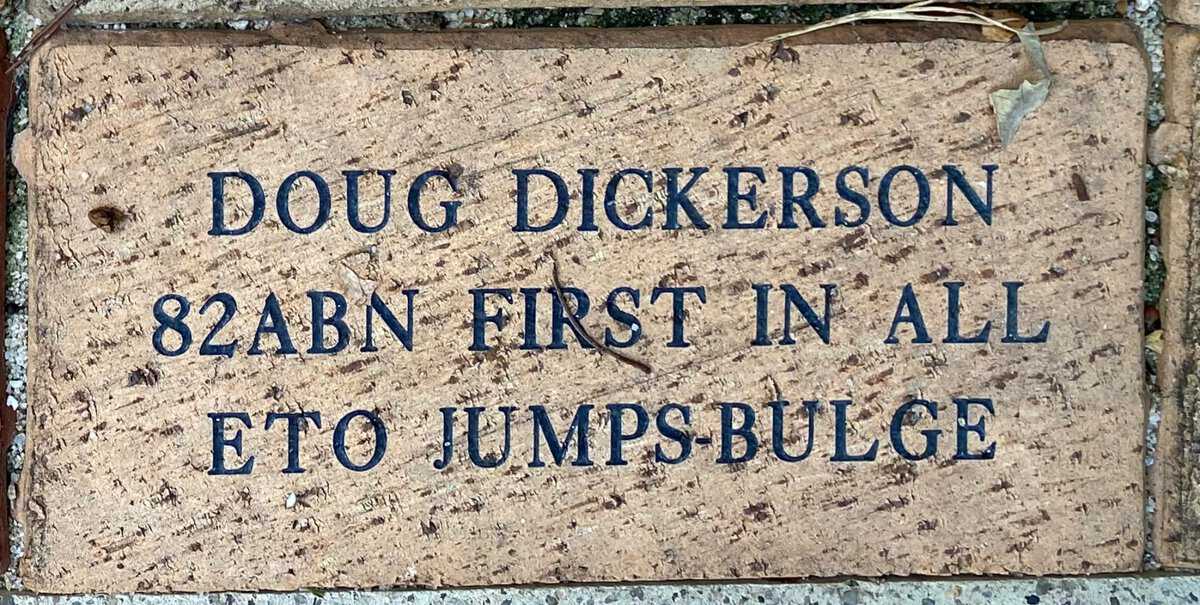 DOUG DICKERSON
82ABN FIRST IN ALL
ETO JUMPS-BULGE